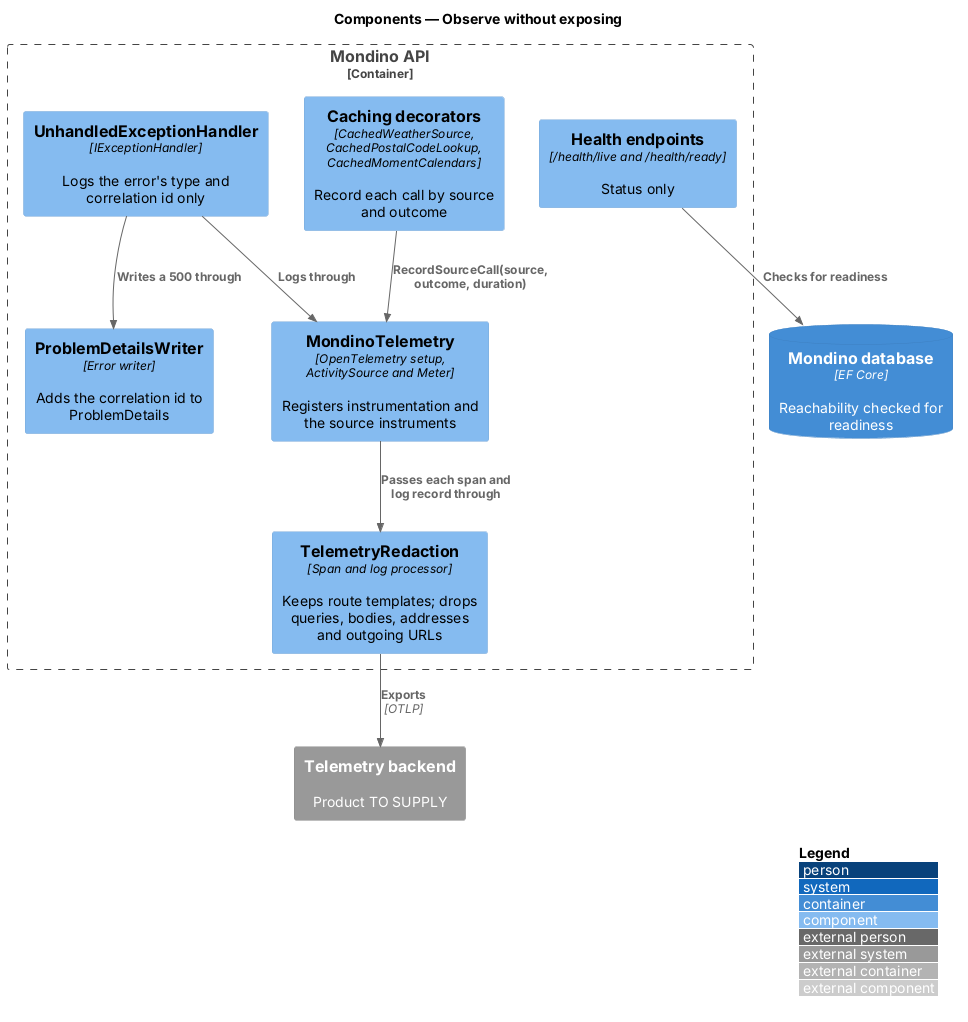 Components — Observe without exposing
Mondino API
[Container]
UnhandledExceptionHandler
[IExceptionHandler]
Logs the error's type and
correlation id only
Caching decorators
[CachedWeatherSource,
CachedPostalCodeLookup,
CachedMomentCalendars]
Record each call by source
and outcome
Health endpoints
[/health/live and /health/ready]
Status only
Writes a 500 through
Logs through
RecordSourceCall(source,
outcome, duration)
Checks for readiness
ProblemDetailsWriter
[Error writer]
Adds the correlation id to
ProblemDetails
MondinoTelemetry
[OpenTelemetry setup,
ActivitySource and Meter]
Registers instrumentation and
the source instruments
Mondino database
[EF Core]
Reachability checked for
readiness
Passes each span and
log record through
TelemetryRedaction
[Span and log processor]
Keeps route templates; drops
queries, bodies, addresses
and outgoing URLs
Exports
[OTLP]
Telemetry backend
Product TO SUPPLY
Legend
person
system
container
component
external person
external system
external container
external component